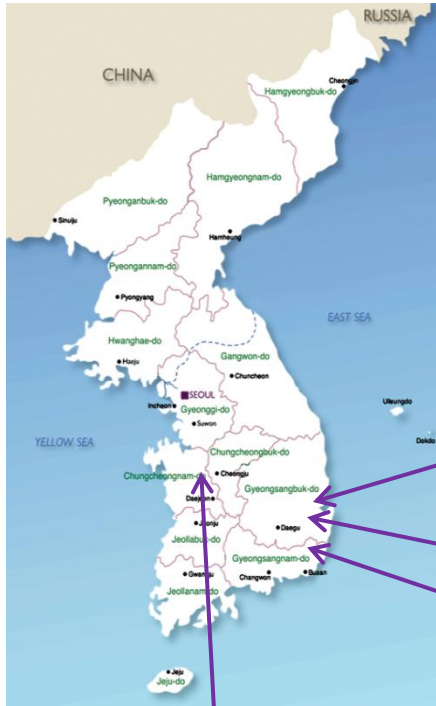 RUSSIA
CHINA
Cheongjin
Hamgyeongbuk-do
Hamgyeongnam-do
Pyeonganbuk-do
Sinuiju
Hamheung
Pyeongannam-do
Pyongyang
EAST SEA
Hwanghae-do
Gangwon-do
Haeju
Chuncheon
SEOUL
Ulleungdo
Incheon
Gyeonggi-do
Suwon
Dokdo
YELLOW SEA
Chungcheongbuk-do
Chungcheongnam-do
Cheongju
Gyeongsangbuk-do
Daejeon
Jeonju
Daegu
Jeollabuk-do
Gyeongsangnam-do
Gwangju
Changwon
Busan
Jeollanam-do
Jeju
Jeju-do